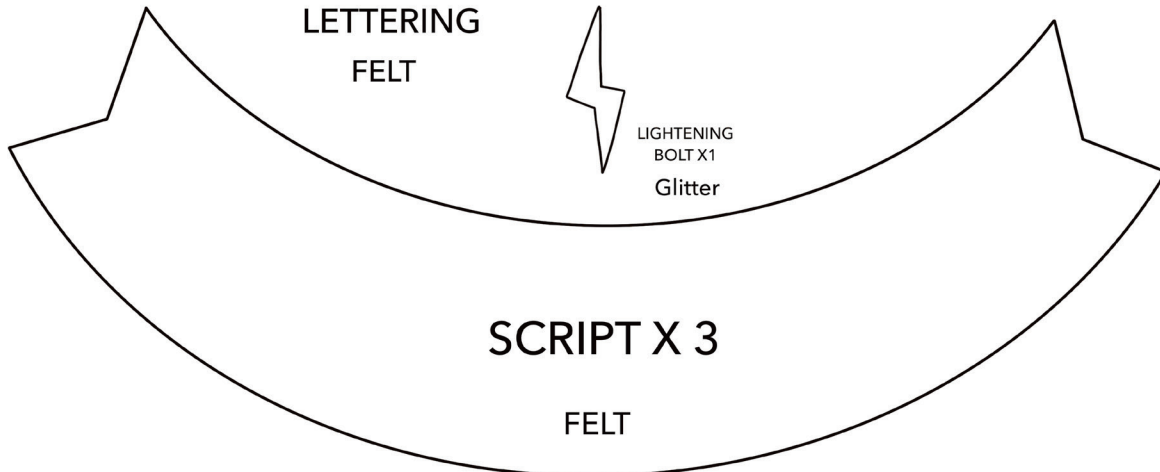 LETTERING
FELT
LIGHTENING
BOLT X1
Glitter
SCRIPT X 3
FELT